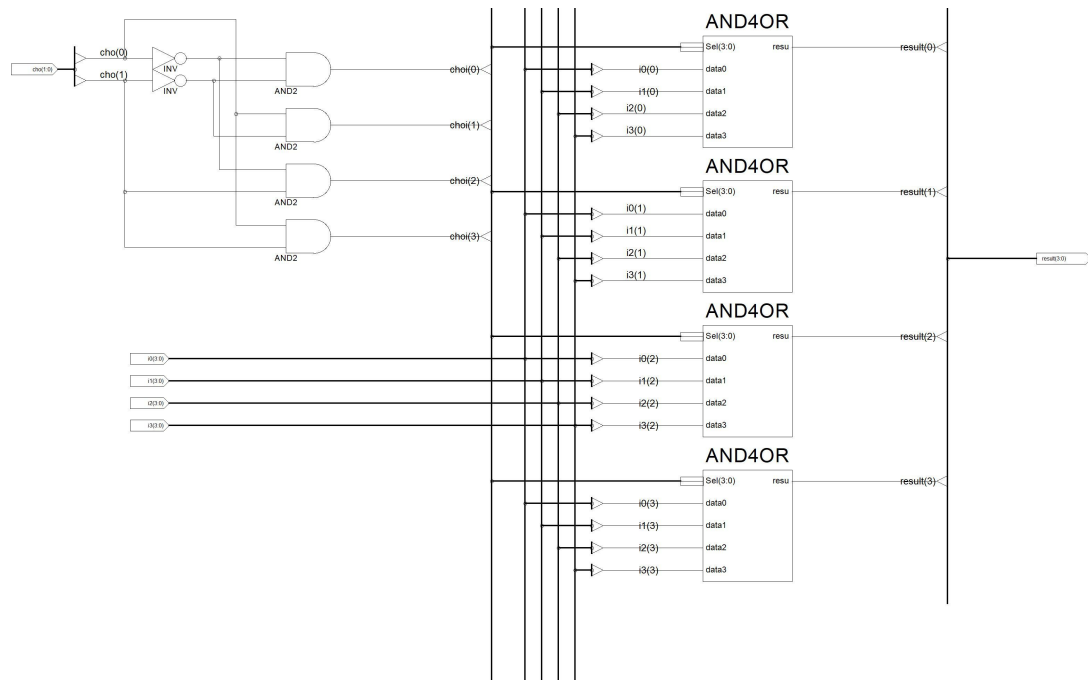 cho(1:0)
cho(0)
cho(1)
INV
INV
AND2
AND2
AND2
AND2
choi(0)
choi(1)
choi(2)
choi(3)
i0(3:0)
i1(3:0)
i2(3:0)
i3(3:0)
AND4OR
Sel(3:0) resu
i0(0) data0
i1(0) data1
i2(0) data2
i3(0) data3
result(0)
AND4OR
Sel(3:0) resu
i0(1) data0
i1(1) data1
i2(1) data2
i3(1) data3
result(1)
AND4OR
Sel(3:0) resu
i0(2) data0
i1(2) data1
i2(2) data2
i3(2) data3
result(2)
AND4OR
Sel(3:0) resu
i0(3) data0
i1(3) data1
i2(3) data2
i3(3) data3
result(3)
result(3:0)